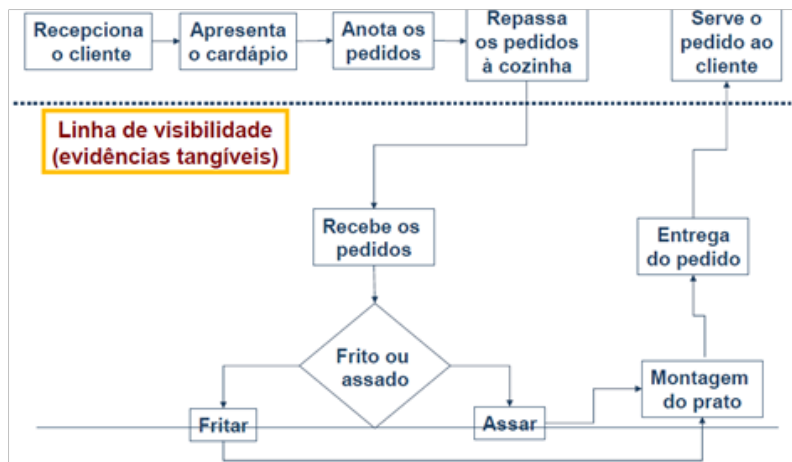 Recepciona
o cliente
Apresenta
o cardápio
Anota os
pedidos
Repassa
os pedidos
à cozinha
Serve o
pedido ao
cliente
Linha de visibilidade
(evidências tangíveis)
Recebe os
pedidos
Entrega
do pedido
Frito ou
assado
Montagem
do prato
Fritar
Assar